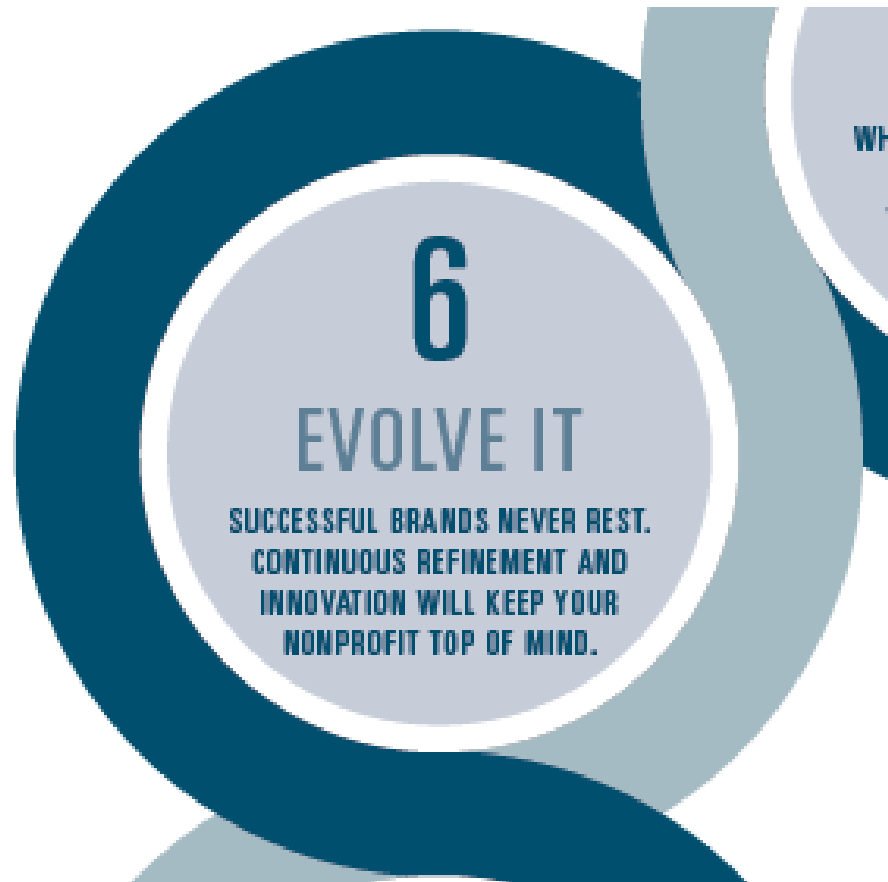 6
EVOLVE IT
SUCCESSFUL BRANDS NEVER REST.
CONTINUOUS REFINEMENT AND
INNOVATION WILL KEEP YOUR
NONPROFIT TOP OF MIND.